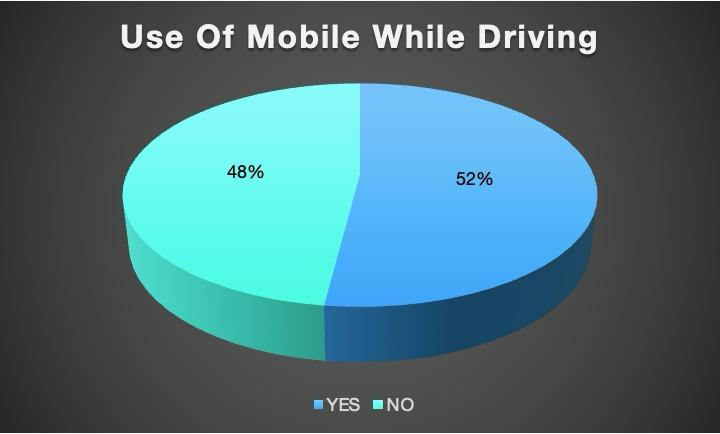 Use Of Mobile While Driving
48%
52%
YES NO